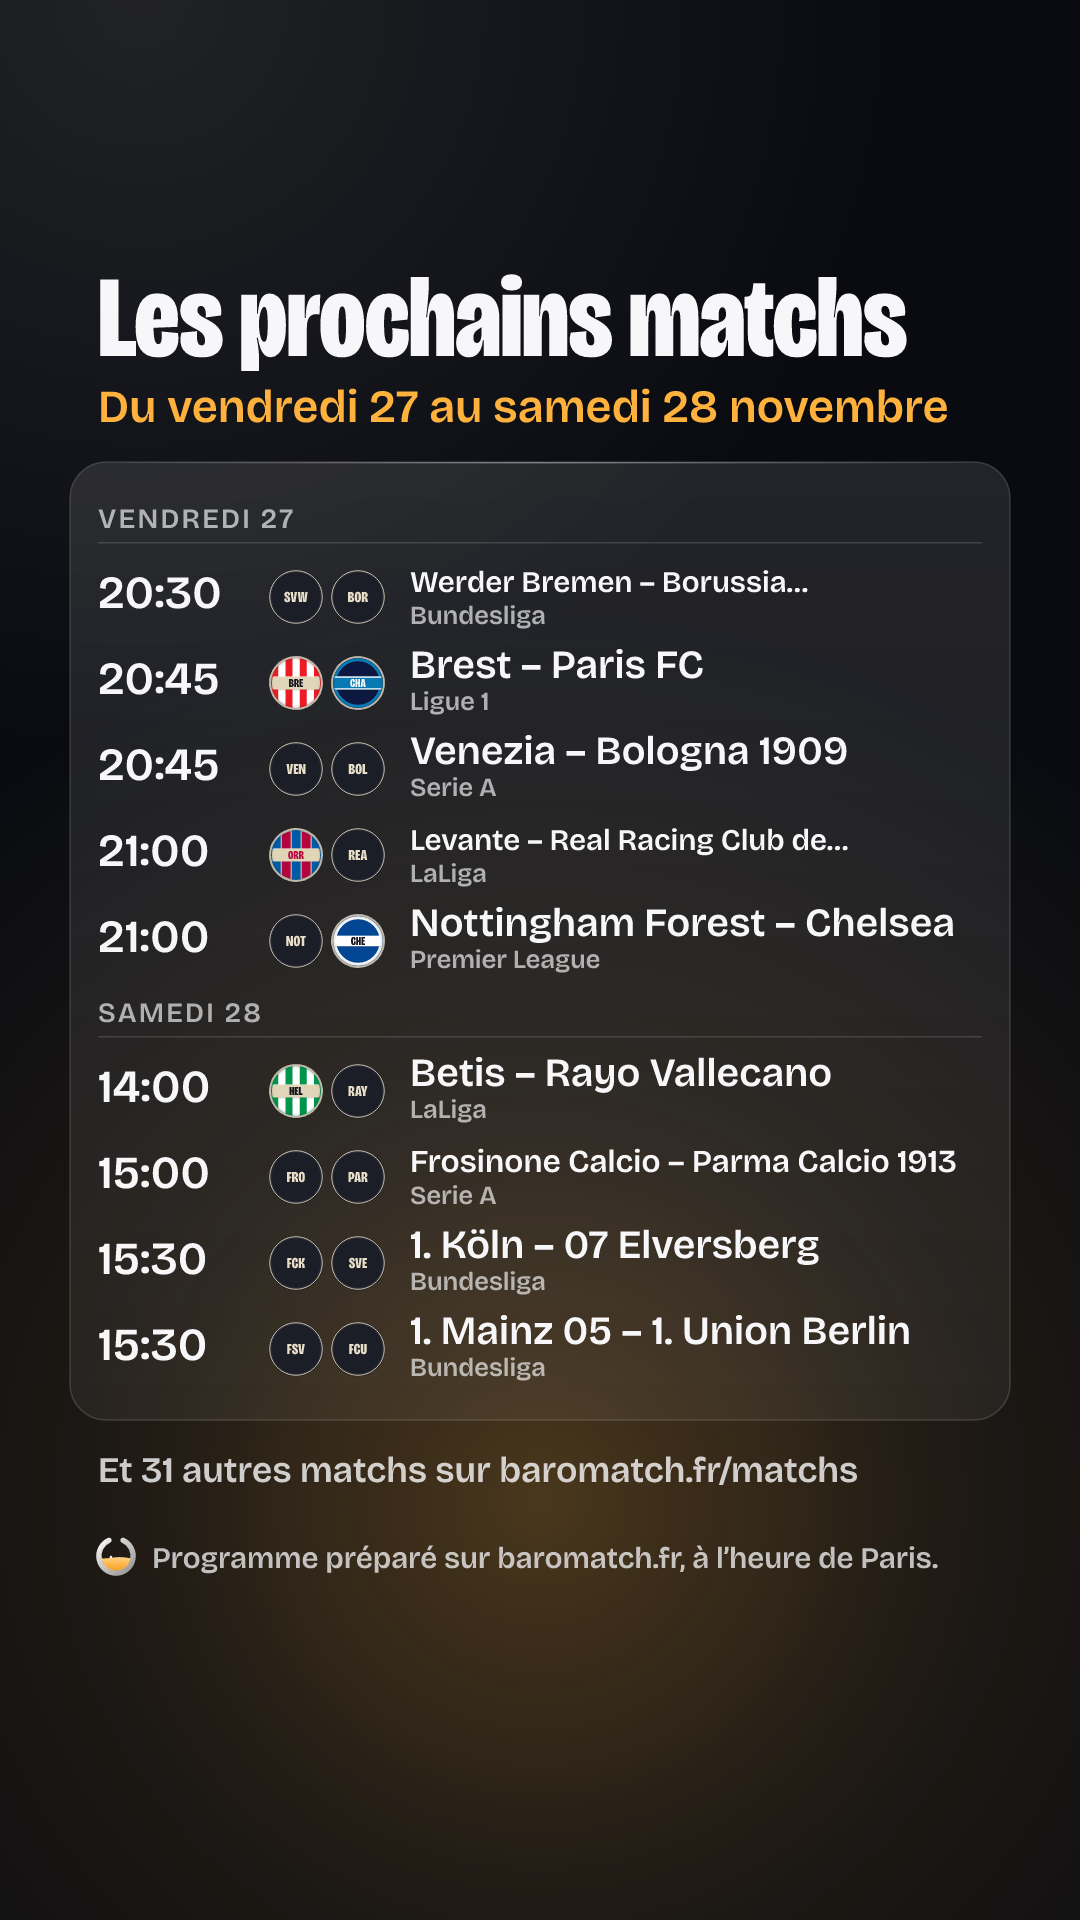 Les prochains matchs
Du vendredi 27 au samedi 28 novembre
VENDREDI 27
20:30 SVW BOR Werder Bremen – Borussia...
Bundesliga
20:45 BRE CHA Brest – Paris FC
Ligue 1
20:45 VEN BOL Venezia – Bologna 1909
Serie A
21:00 ORR REA Levante – Real Racing Club de...
LaLiga
21:00 NOT CHE Nottingham Forest – Chelsea
Premier League
SAMEDI 28
14:00 HEL RAY Betis – Rayo Vallecano
LaLiga
15:00 FRO PAR Frosinone Calcio – Parma Calcio 1913
Serie A
15:30 FCK SVE 1. Köln – 07 Elversberg
Bundesliga
15:30 FSV FCU 1. Mainz 05 – 1. Union Berlin
Bundesliga
Et 31 autres matchs sur baromatch.fr/matchs
Programme préparé sur baromatch.fr, à l’heure de Paris.